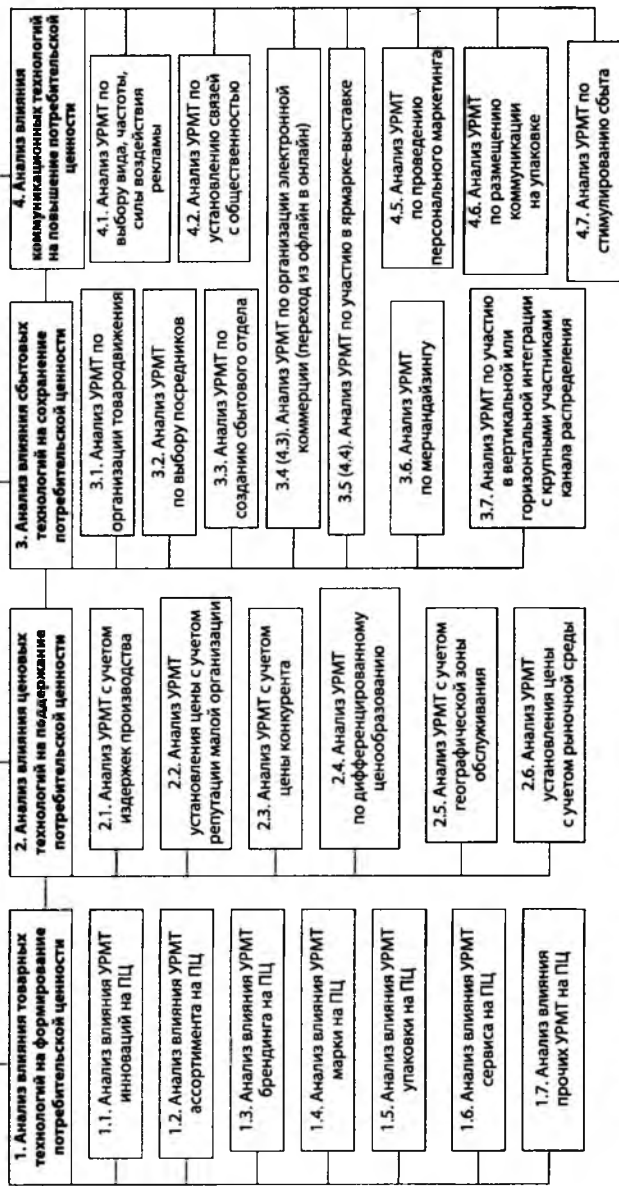 1. Анализ влияния товарных
технологий на формирование
потребительской ценности
1.1. Анализ влияния УРМТ
инноваций на ПЦ
1.2. Анализ влияния УРМТ
ассортимента на ПЦ
1.3. Анализ влияния УРМТ
брендинга на ПЦ
1.4. Анализ влияния УРМТ
марки на ПЦ
1.5. Анализ влияния УРМТ
упаковки на ПЦ
1.6. Анализ влияния УРМТ
сервиса на ПЦ
1.7. Анализ влияния
прочих УРМТ на ПЦ
2. Анализ влияния ценовых
технологий на поддержание
потребительской ценности
2.1. Анализ УРМТ с учетом
издержек производства
2.2. Анализ УРМТ
установления цены с учетом
репутации малой организации
2.3. Анализ УРМТ с учетом
цены конкурента
2.4. Анализ УРМТ
по дифференцированному
ценообразованию
2.5. Анализ УРМТ с учетом
географической зоны
обслуживания
2.6. Анализ УРМТ
установления цены
с учетом рыночной среды
3. Анализ влияния сбытовых
технологий на сохранение
потребительской ценности
3.1. Анализ УРМТ по
организации товародвижения
3.2. Анализ УРМТ
по выбору посредников
3.3. Анализ УРМТ по
созданию сбытового отдела
3.4 (4.3). Анализ УРМТ по организации электронной
коммерции (переход из офлайн в онлайн)
3.5 (4.4). Анализ УРМТ по участию в ярмарке-выставке
3.6. Анализ УРМТ
по мерчандайзингу
3.7. Анализ УРМТ по участию
в вертикальной или
горизонтальной интеграции
с крупными участниками
канала распределения
4. Анализ влияния
коммуникационных технологий
на повышение потребительской
ценности
4.1. Анализ УРМТ по
выбору вида, частоты,
силы воздействия
рекламы
4.2. Анализ УРМТ по
установлению связей
с общественностью
4.5. Анализ УРМТ
по проведению
персонального маркетинга
4.6. Анализ УРМТ
по размещению
коммуникации
на упаковке
4.7. Анализ УРМТ по
стимулированию сбыта